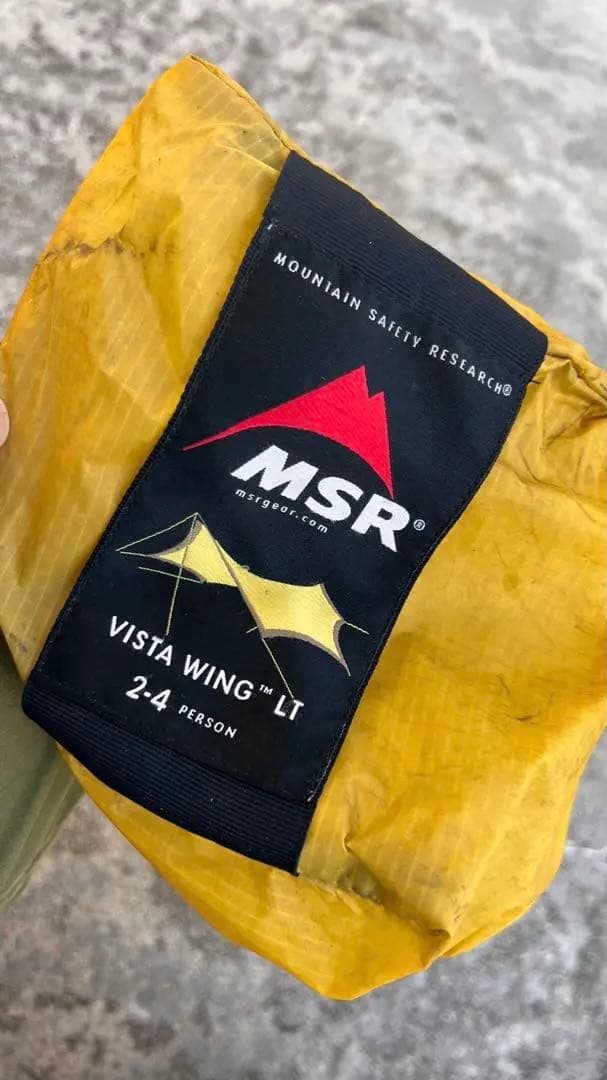 MOUNTAIN SAFETY RESEARCH®
MSR®
msrgear.com
VISTA WING™ LT
2-4 PERSON